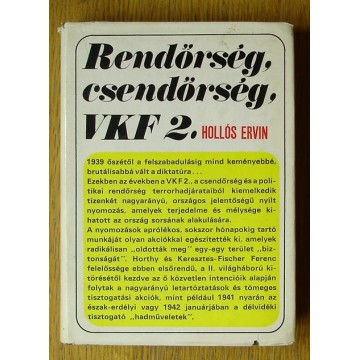 Rendőrség,
csendőrség,
VKF 2. HOLLÓS ERVIN
1939 őszétől a felszabadulásig mind keményebbé,
brutálisabbá vált a diktatúra...
Ezekben az években a VKF 2., a csendőrség és a poli-
tikai rendőrség terrorhadjárataiból kiemelkedik
tizenkét nagyarányú, országos jelentőségű nyílt
nyomozás, amelyek terjedelme és mélysége ki-
hatott az ország sorsának alakulására.
A nyomozások aprólékos, sokszor hónapokig tartó
munkáját olyan akciókkal egészítették ki, amelyek
radikálisan „oldották meg” egy-egy terület „biz-
tonságát”. Horthy és Keresztes-Fischer Ferenc
felelőssége ebben elsőrendű, a II. világháború ki-
törésétől kezdve az ő közvetlen intencióik alapján
folytak a nagyarányú letartóztatások és tömeges
tisztogatási akciók, mint például 1941 nyarán az
észak-erdélyi vagy 1942 januárjában a délvidéki
tisztogató „hadműveletek”.